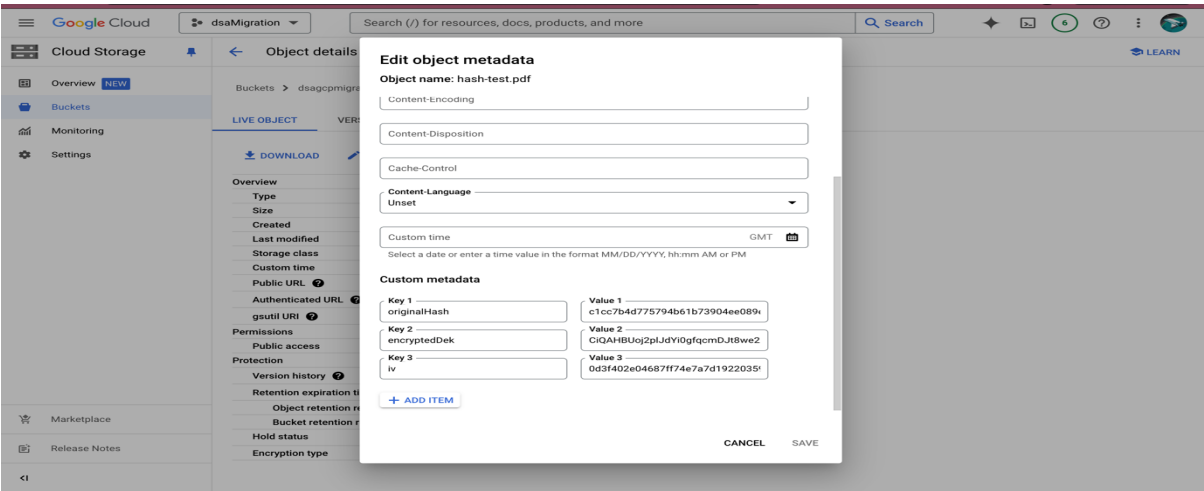 Google Cloud
dsaMigration
Search (/) for resources, docs, products, and more
Search
6
Cloud Storage
Object details
LEARN
Overview NEW
Buckets
Monitoring
Settings
Marketplace
Release Notes
Buckets > dsagcpmigra
LIVE OBJECT VER
DOWNLOAD
Overview
Type
Size
Created
Last modified
Storage class
Custom time
Public URL
Authenticated URL
gsutil URI
Permissions
Public access
Protection
Version history
Retention expiration ti
Object retention re
Bucket retention r
Hold status
Encryption type
Edit object metadata
Object name: hash-test.pdf
Content-Encoding
Content-Disposition
Cache-Control
Content-Language
Unset
Custom time GMT
Select a date or enter a time value in the format MM/DD/YYYY, hh:mm AM or PM
Custom metadata
Key 1 Value 1
originalHash c1cc7b4d775794b61b73904ee089
Key 2 Value 2
encryptedDek CiQAHBUoj2plJdYi0gfqcmDJt8we2
Key 3 Value 3
iv 0d3f402e04687ff74e7a7d1922035
+ ADD ITEM
CANCEL SAVE